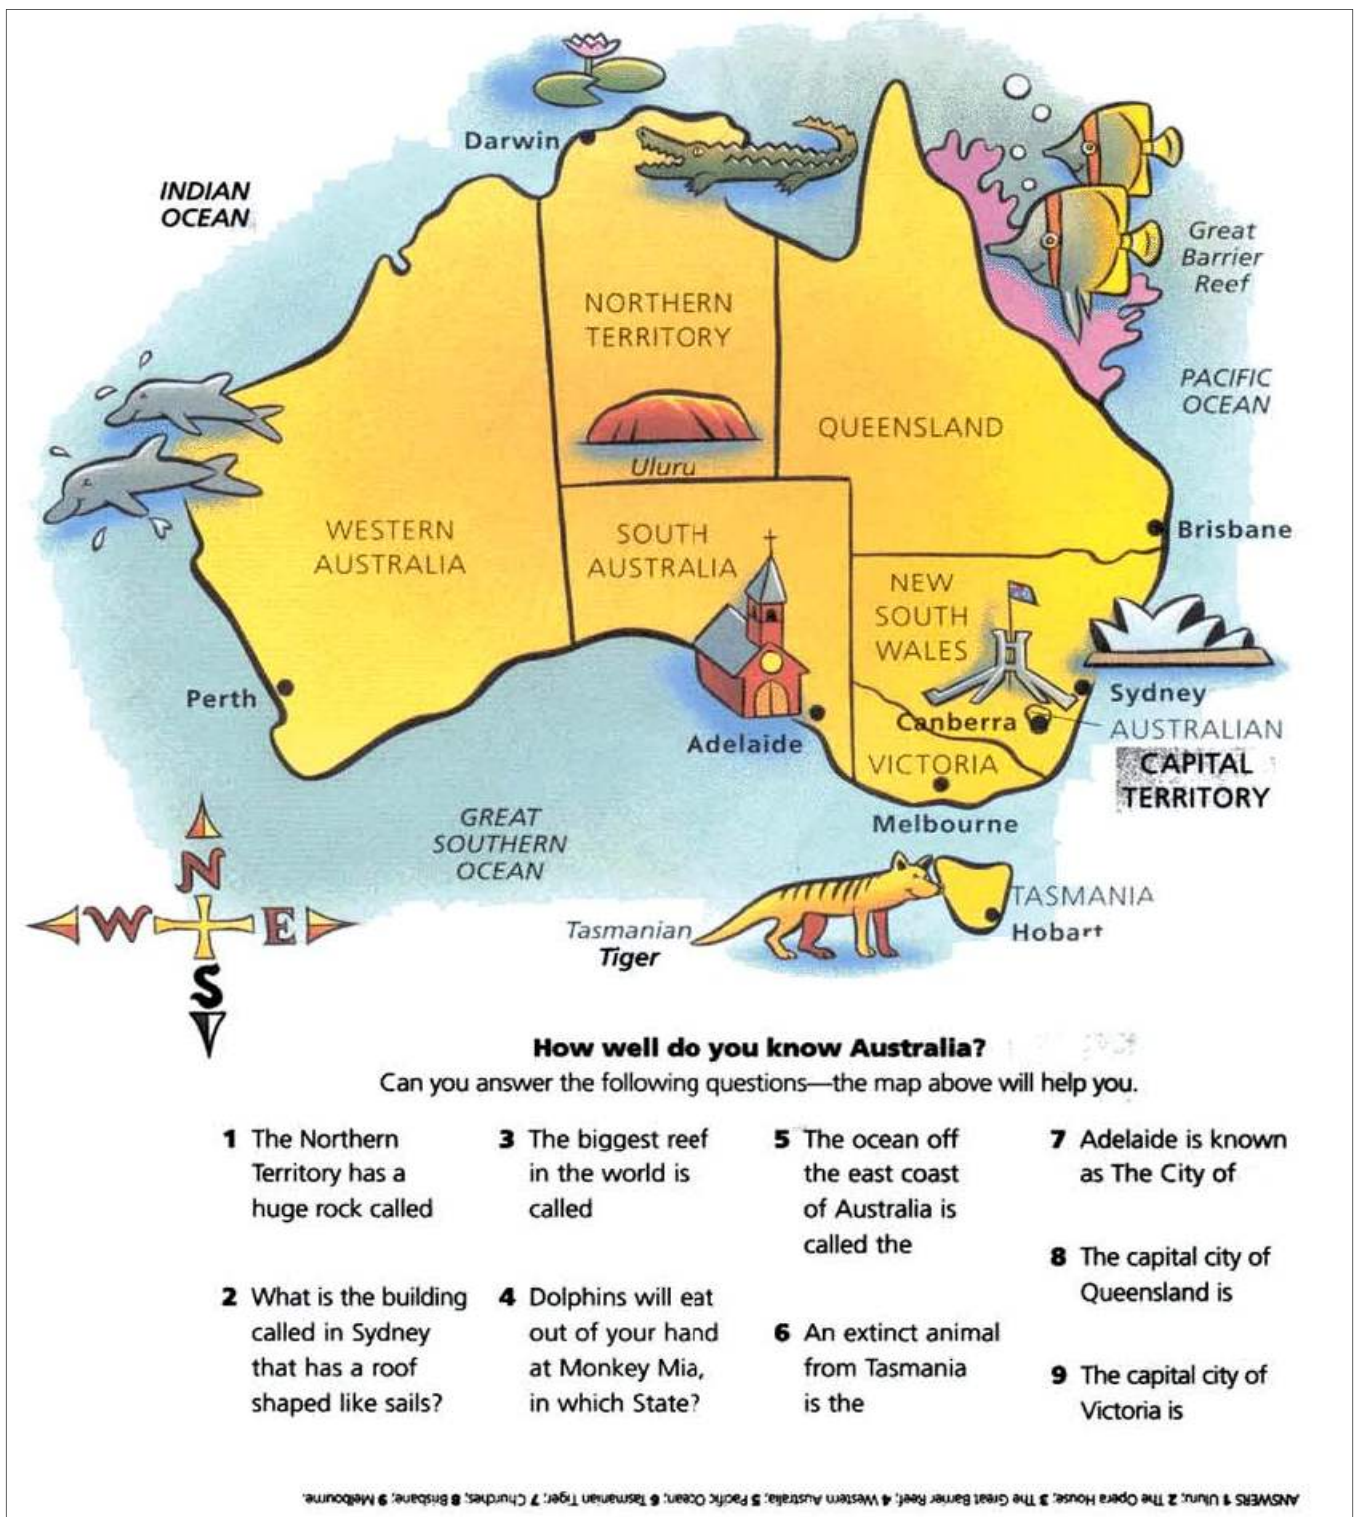 Darwin
INDIAN
OCEAN
Great
Barrier
Reef
NORTHERN
TERRITORY
PACIFIC
OCEAN
QUEENSLAND
Uluru
WESTERN
AUSTRALIA
SOUTH
AUSTRALIA
Brisbane
NEW
SOUTH
WALES
Perth
Sydney
Canberra
AUSTRALIAN
CAPITAL
TERRITORY
Adelaide
VICTORIA
Melbourne
GREAT
SOUTHERN
OCEAN
N
W E
S
TASMANIA
Hobart
Tasmanian
Tiger
How well do you know Australia?
Can you answer the following questions—the map above will help you.
1 The Northern
Territory has a
huge rock called
2 What is the building
called in Sydney
that has a roof
shaped like sails?
3 The biggest reef
in the world is
called
4 Dolphins will eat
out of your hand
at Monkey Mia,
in which State?
5 The ocean off
the east coast
of Australia is
called the
6 An extinct animal
from Tasmania
is the
7 Adelaide is known
as The City of
8 The capital city of
Queensland is
9 The capital city of
Victoria is
ANSWERS 1 Uluru; 2 The Opera House; 3 The Great Barrier Reef; 4 Western Australia; 5 Pacific Ocean; 6 Tasmanian Tiger; 7 Churches; 8 Brisbane; 9 Melbourne.